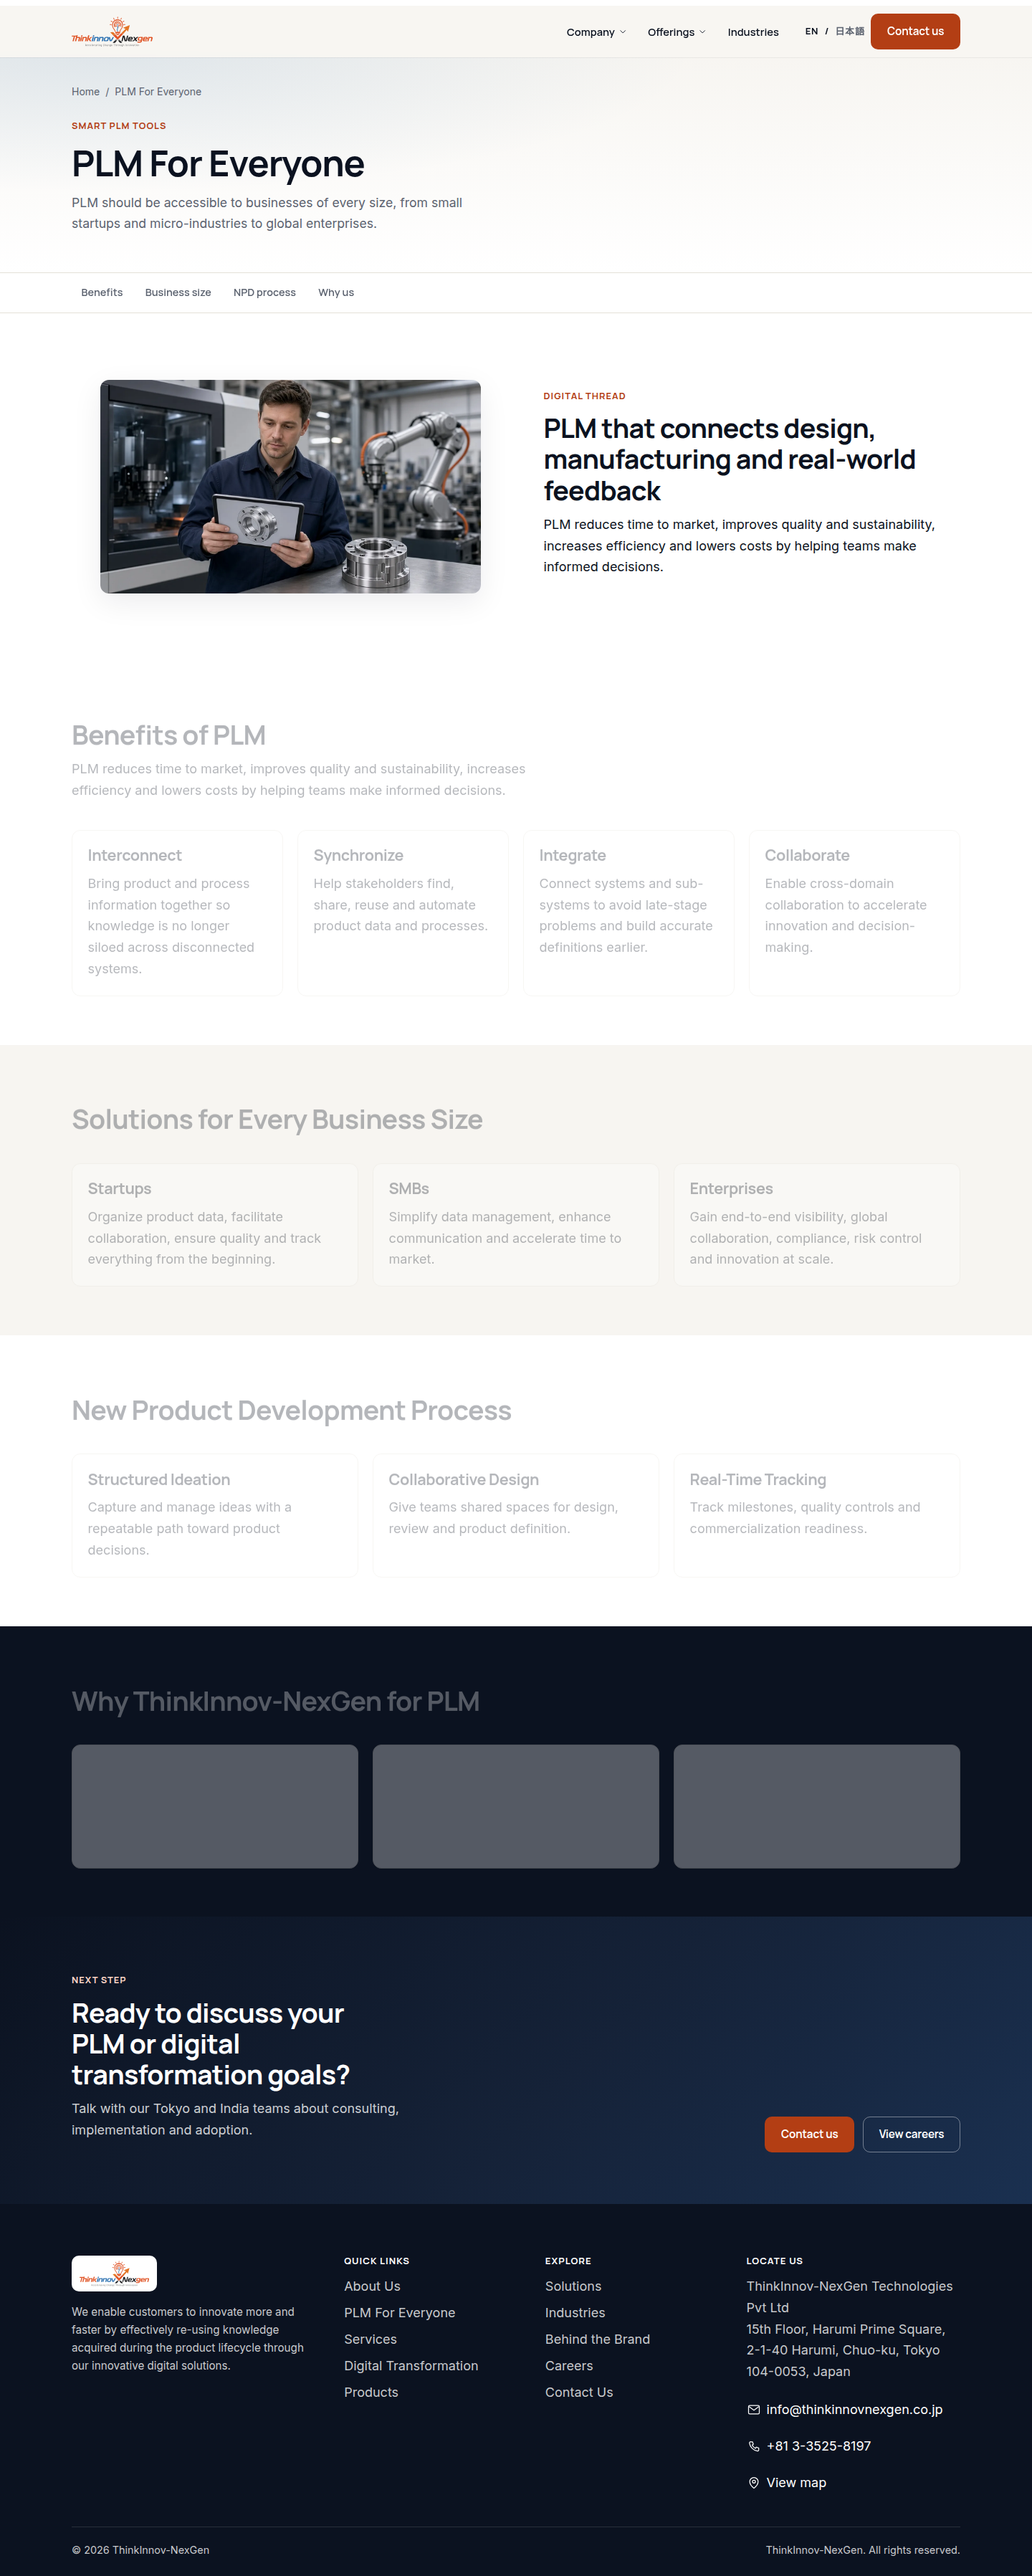 ThinkInnovXNexgen
Company
Offerings
Industries
EN / 日本語
Contact us
Home / PLM For Everyone
SMART PLM TOOLS
PLM For Everyone
PLM should be accessible to businesses of every size, from small
startups and micro-industries to global enterprises.
Benefits
Business size
NPD process
Why us
DIGITAL THREAD
PLM that connects design,
manufacturing and real-world
feedback
PLM reduces time to market, improves quality and sustainability,
increases efficiency and lowers costs by helping teams make
informed decisions.
Benefits of PLM
PLM reduces time to market, improves quality and sustainability, increases
efficiency and lowers costs by helping teams make informed decisions.
Interconnect
Bring product and process
information together so
knowledge is no longer
siloed across disconnected
systems.
Synchronize
Help stakeholders find,
share, reuse and automate
product data and processes.
Integrate
Connect systems and sub-
systems to avoid late-stage
problems and build accurate
definitions earlier.
Collaborate
Enable cross-domain
collaboration to accelerate
innovation and decision-
making.
Solutions for Every Business Size
Startups
Organize product data, facilitate
collaboration, ensure quality and track
everything from the beginning.
SMBs
Simplify data management, enhance
communication and accelerate time to
market.
Enterprises
Gain end-to-end visibility, global
collaboration, compliance, risk control
and innovation at scale.
New Product Development Process
Structured Ideation
Capture and manage ideas with a
repeatable path toward product
decisions.
Collaborative Design
Give teams shared spaces for design,
review and product definition.
Real-Time Tracking
Track milestones, quality controls and
commercialization readiness.
Why ThinkInnov-NexGen for PLM
NEXT STEP
Ready to discuss your
PLM or digital
transformation goals?
Talk with our Tokyo and India teams about consulting,
implementation and adoption.
Contact us
View careers
ThinkInnovXNexgen
We enable customers to innovate more and
faster by effectively re-using knowledge
acquired during the product lifecycle through
our innovative digital solutions.
QUICK LINKS
About Us
PLM For Everyone
Services
Digital Transformation
Products
EXPLORE
Solutions
Industries
Behind the Brand
Careers
Contact Us
LOCATE US
ThinkInnov-NexGen Technologies
Pvt Ltd
15th Floor, Harumi Prime Square,
2-1-40 Harumi, Chuo-ku, Tokyo
104-0053, Japan
info@thinkinnovnexgen.co.jp
+81 3-3525-8197
View map
© 2026 ThinkInnov-NexGen
ThinkInnov-NexGen. All rights reserved.